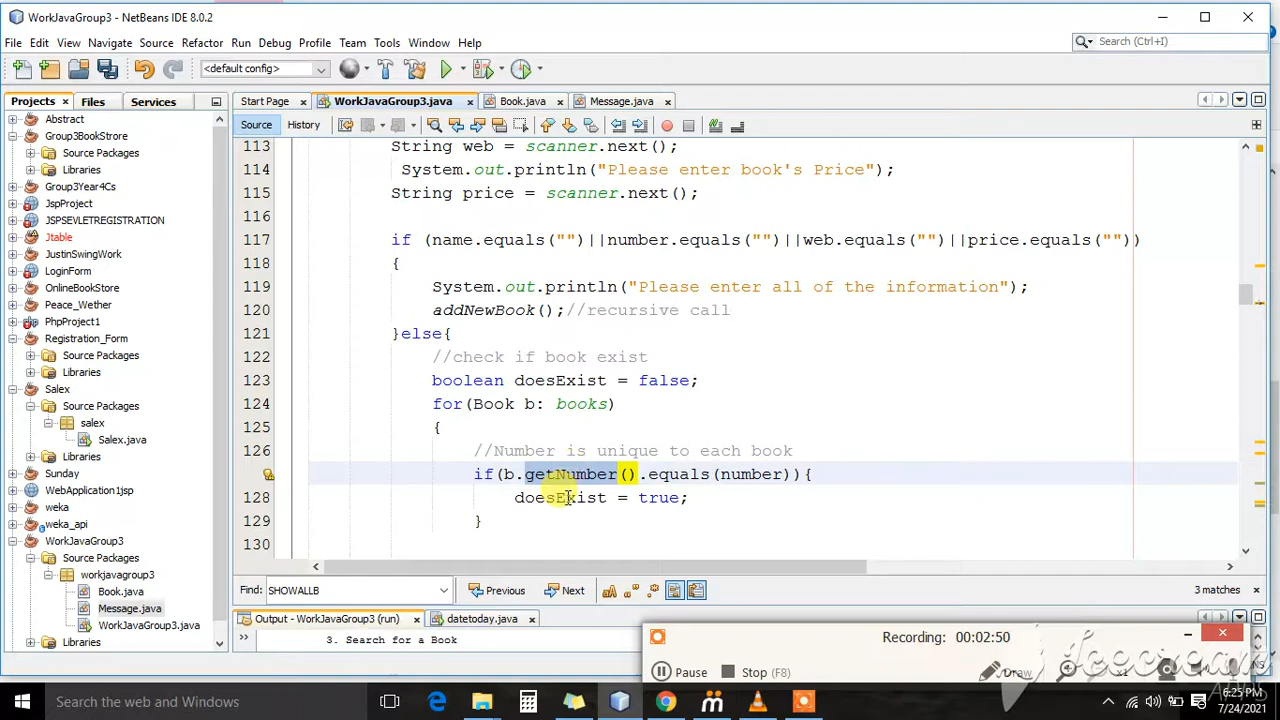 WorkJavaGroup3 - NetBeans IDE 8.0.2
File Edit View Navigate Source Refactor Run Debug Profile Team Tools Window Help
Search (Ctrl+I)
<default config>
Projects Files Services
Start Page WorkJavaGroup3.java Book.java Message.java
Source History
Abstract
Group3BookStrore
Source Packages
Libraries
Group3Year4Cs
JspProject
JSPSEVLETREGISTRATION
Jtable
JustinSwingWork
LoginForm
OnlineBookStore
Peace_Wether
PhpProject1
Registration_Form
Source Packages
Libraries
Salex
Source Packages
salex
Salex.java
Sunday
WebApplication1jsp
weka
weka_api
WorkJavaGroup3
Source Packages
workjavagroup3
Book.java
Message.java
WorkJavaGroup3.java
Libraries
113 String web = scanner.next();
114 System.out.println("Please enter book's Price");
115 String price = scanner.next();
116
117 if (name.equals("")||number.equals("")||web.equals("")||price.equals(""))
118 {
119 System.out.println("Please enter all of the information");
120 addNewBook();//recursive call
121 }else{
122 //check if book exist
123 boolean doesExist = false;
124 for(Book b: books)
125 {
126 //Number is unique to each book
if(b.getNumber().equals(number)){
128 doesExist = true;
129 }
130
Find: SHOWALLB Previous Next 3 matches
Output - WorkJavaGroup3 (run) datetoday.java
3. Search for a Book
Recording: 00:02:50
Pause Stop (F8) Draw x1
Icecream
APPS
Search the web and Windows
6:25 PM
7/24/2021